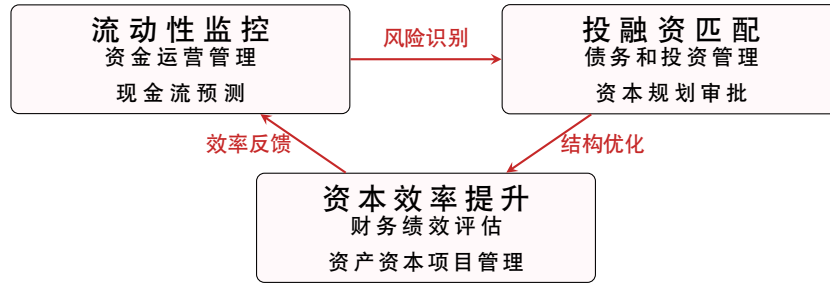 流动性监控
资金运营管理
现金流预测
风险识别
投融资匹配
债务和投资管理
资本规划审批
效率反馈
结构优化
资本效率提升
财务绩效评估
资产资本项目管理